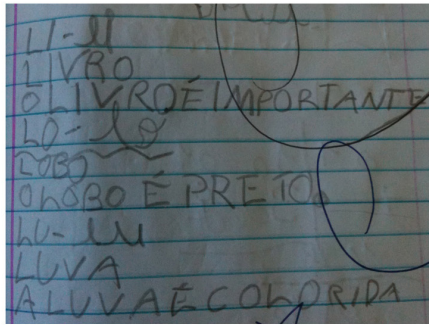 LI - li
LIVRO
O LIVRO É IMPORTANTE
LO - lo
LOBO
O LOBO É PRETO.
LU - lu
LUVA
A LUVA É COLORIDA